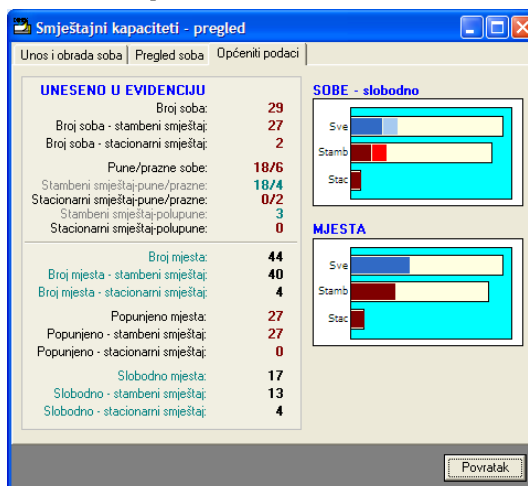 Smještajni kapaciteti - pregled
Unos i obrada soba Pregled soba Općeniti podaci
UNESENO U EVIDENCIJU
Broj soba: 29
Broj soba - stambeni smještaj: 27
Broj soba - stacionarni smještaj: 2
Pune/prazne sobe: 18/6
Stambeni smještaj-pune/prazne: 18/4
Stacionarni smještaj-pune/prazne: 0/2
Stambeni smještaj-polupune: 3
Stacionarni smještaj-polupune: 0
Broj mjesta: 44
Broj mjesta - stambeni smještaj: 40
Broj mjesta - stacionarni smještaj: 4
Popunjeno mjesta: 27
Popunjeno - stambeni smještaj: 27
Popunjeno - stacionarni smještaj: 0
Slobodno mjesta: 17
Slobodno - stambeni smještaj: 13
Slobodno - stacionarni smještaj: 4
SOBE - slobodno
Sve
Stamb
Stac
MJESTA
Sve
Stamb
Stac
Povratak